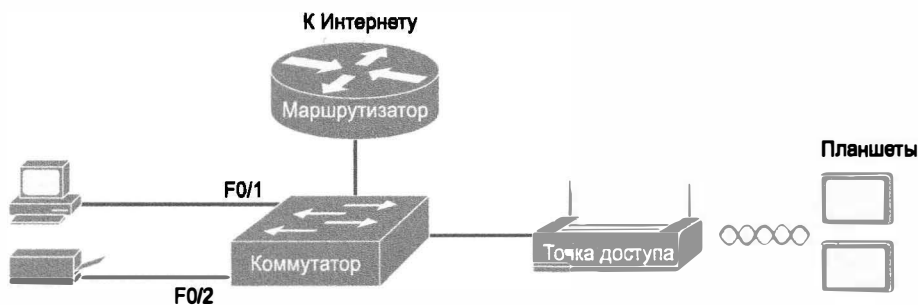 К Интернету
Маршрутизатор
Планшеты
F0/1
Коммутатор
Точка доступа
F0/2